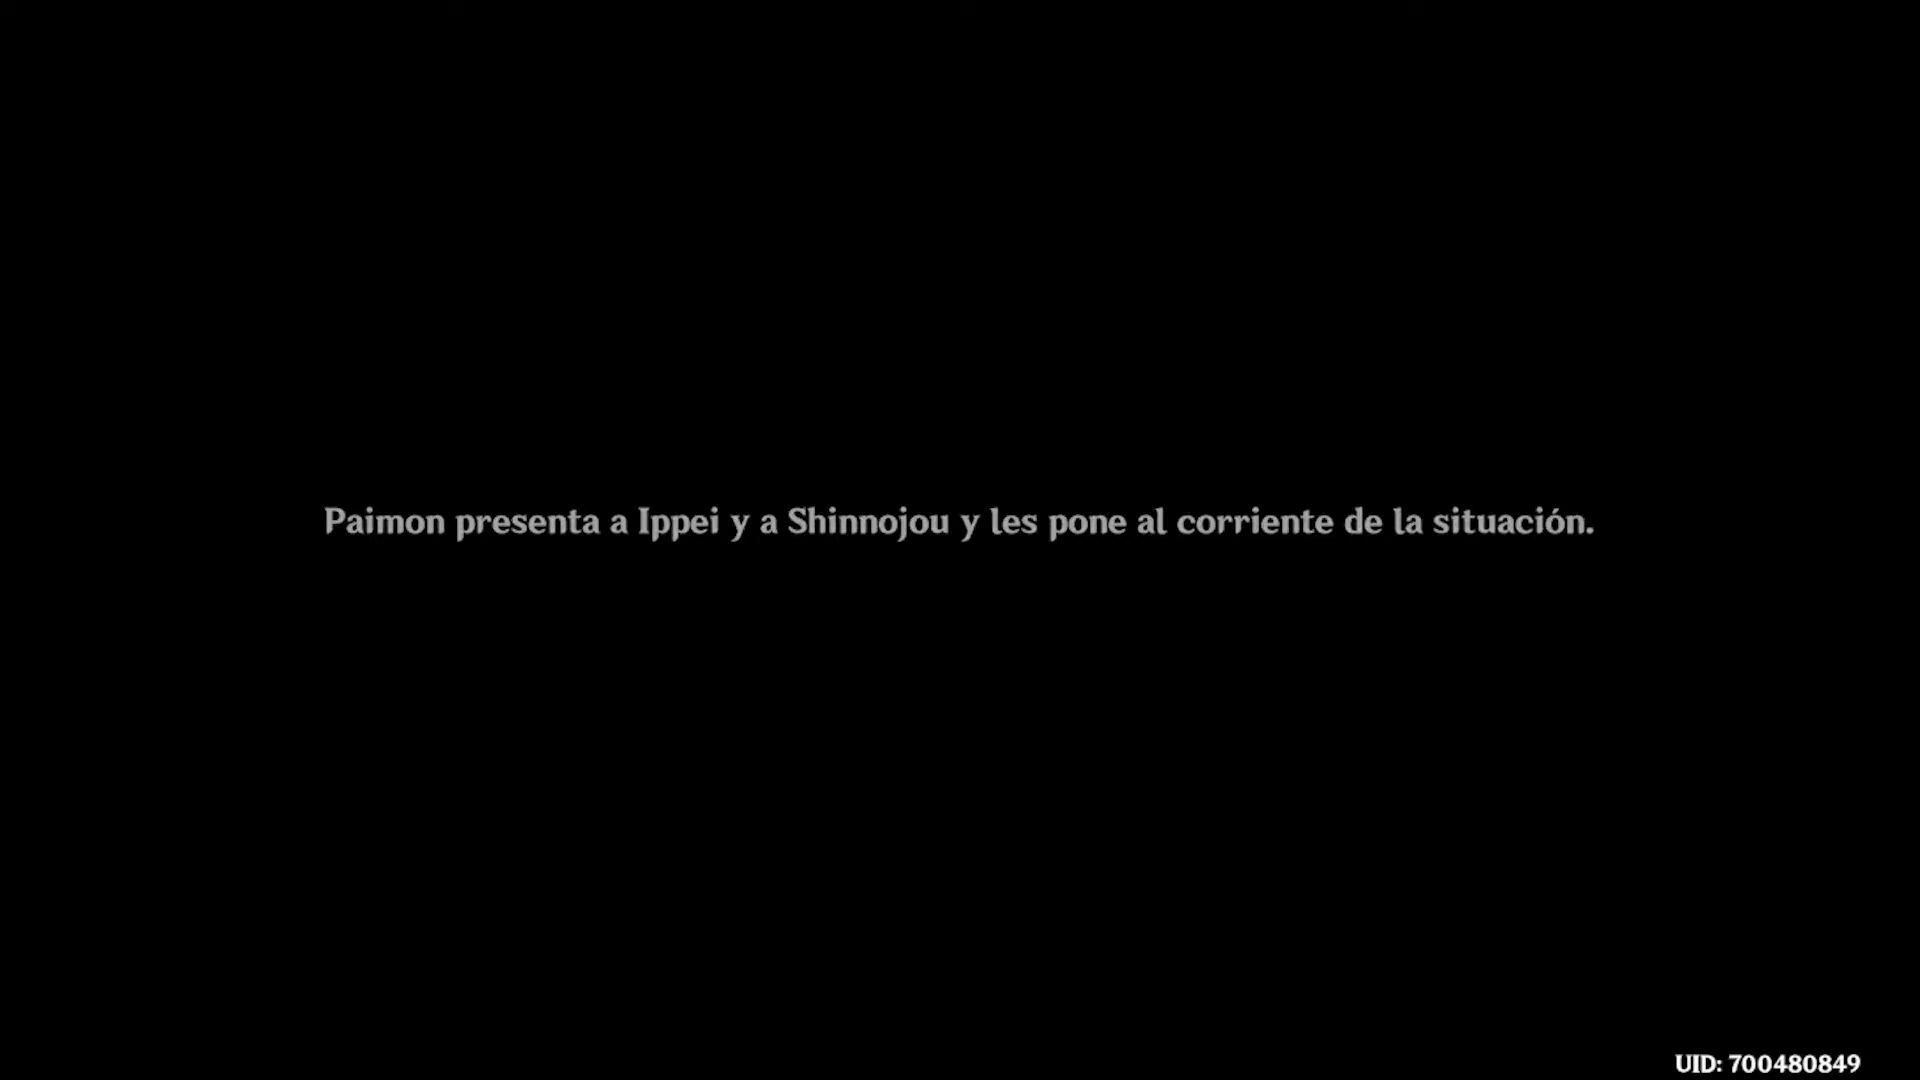 Paimon presenta a Ippei y a Shinnojou y les pone al corriente de la situación.
UID: 700480849